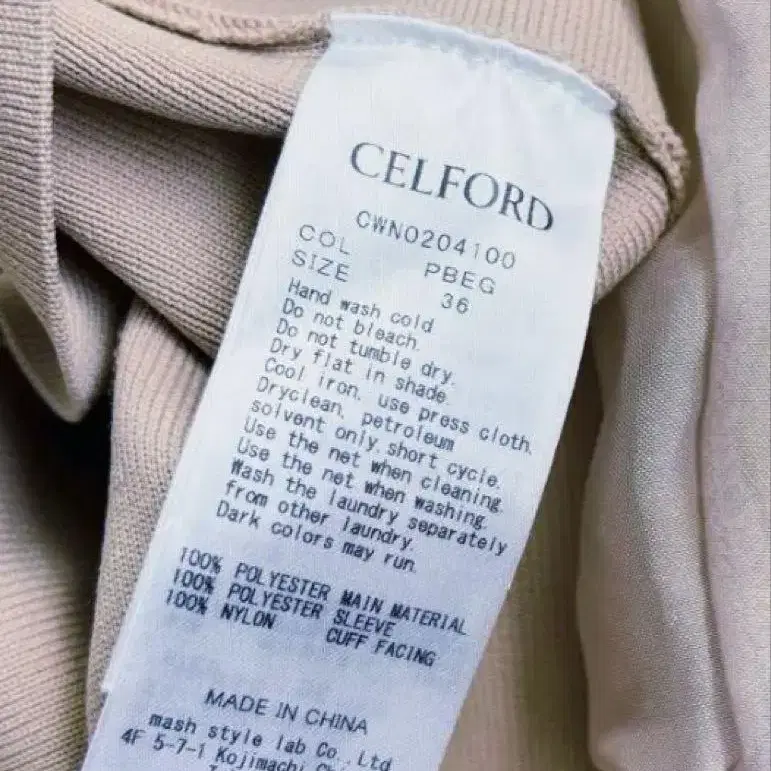 CELFORD
CWN0204100
COL PBEG
SIZE 36
Hand wash cold
Do not bleach.
Do not tumble dry.
Dry flat in shade.
Cool iron, use press cloth.
Dryclean, petroleum
solvent only, short cycle.
Use the net when cleaning.
Use the net when washing.
Wash the laundry separately
from other laundry.
Dark colors may run.
100% POLYESTER MAIN MATERIAL
100% POLYESTER SLEEVE
100% NYLON CUFF FACING
MADE IN CHINA
mash style lab Co., Ltd
4F 5-7-1 Kojimachi